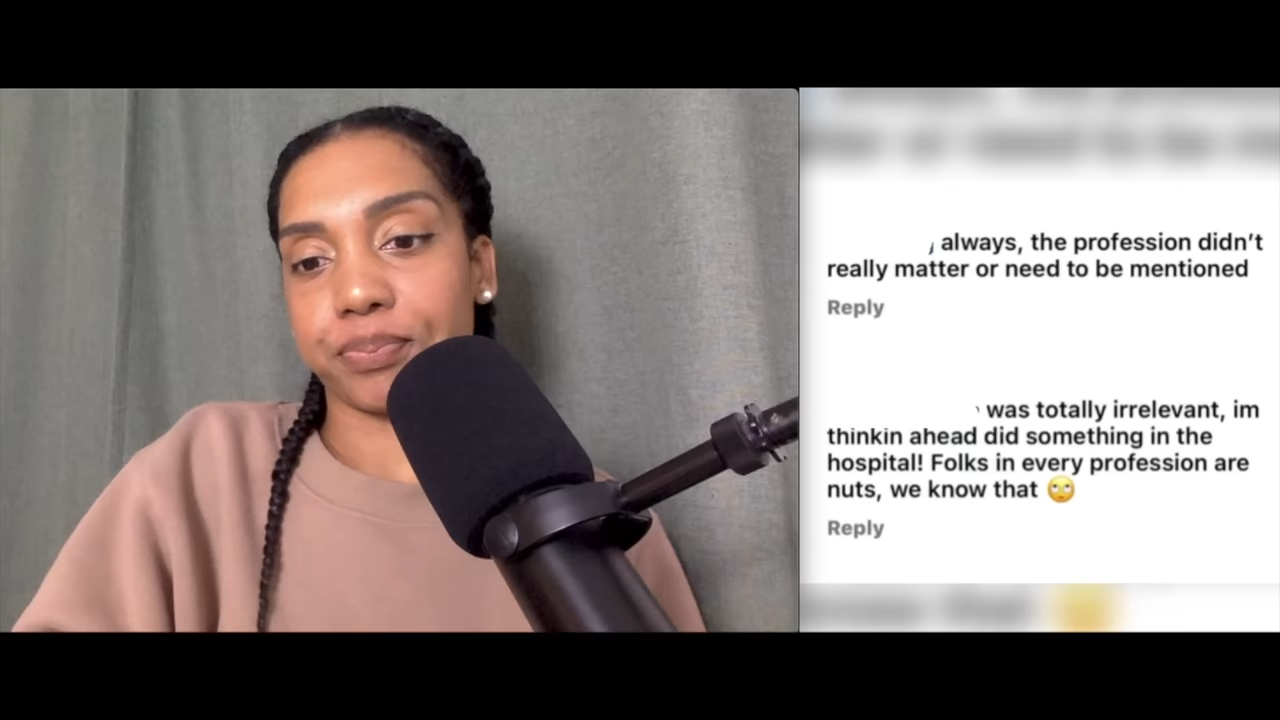 , always, the profession didn’t
really matter or need to be mentioned
Reply
was totally irrelevant, im
thinkin ahead did something in the
hospital! Folks in every profession are
nuts, we know that 🙄
Reply